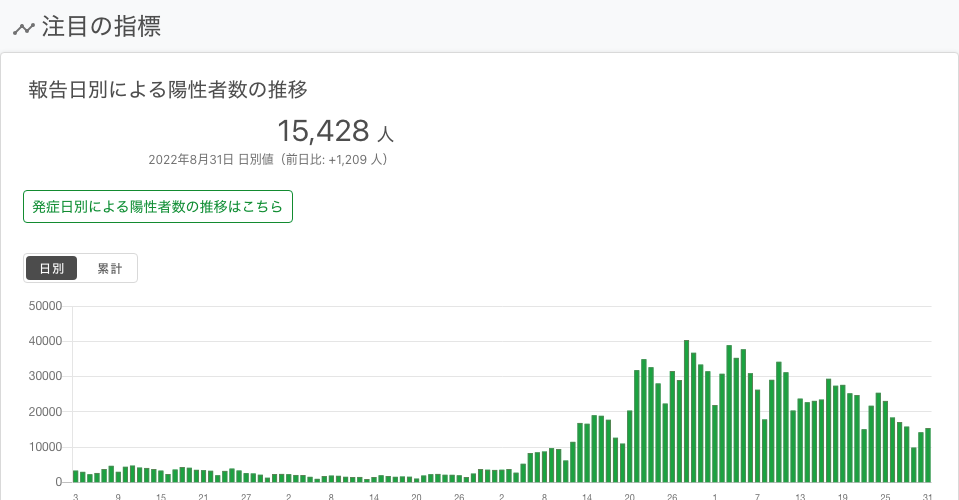 注目の指標
報告日別による陽性者数の推移
15,428 人
2022年8月31日 日別値（前日比: +1,209 人）
発症日別による陽性者数の推移はこちら
日別 累計
50000
40000
30000
20000
10000
0
3 9 15 21 27 2 8 14 20 26 2 8 14 20 26 1 7 13 19 25 31